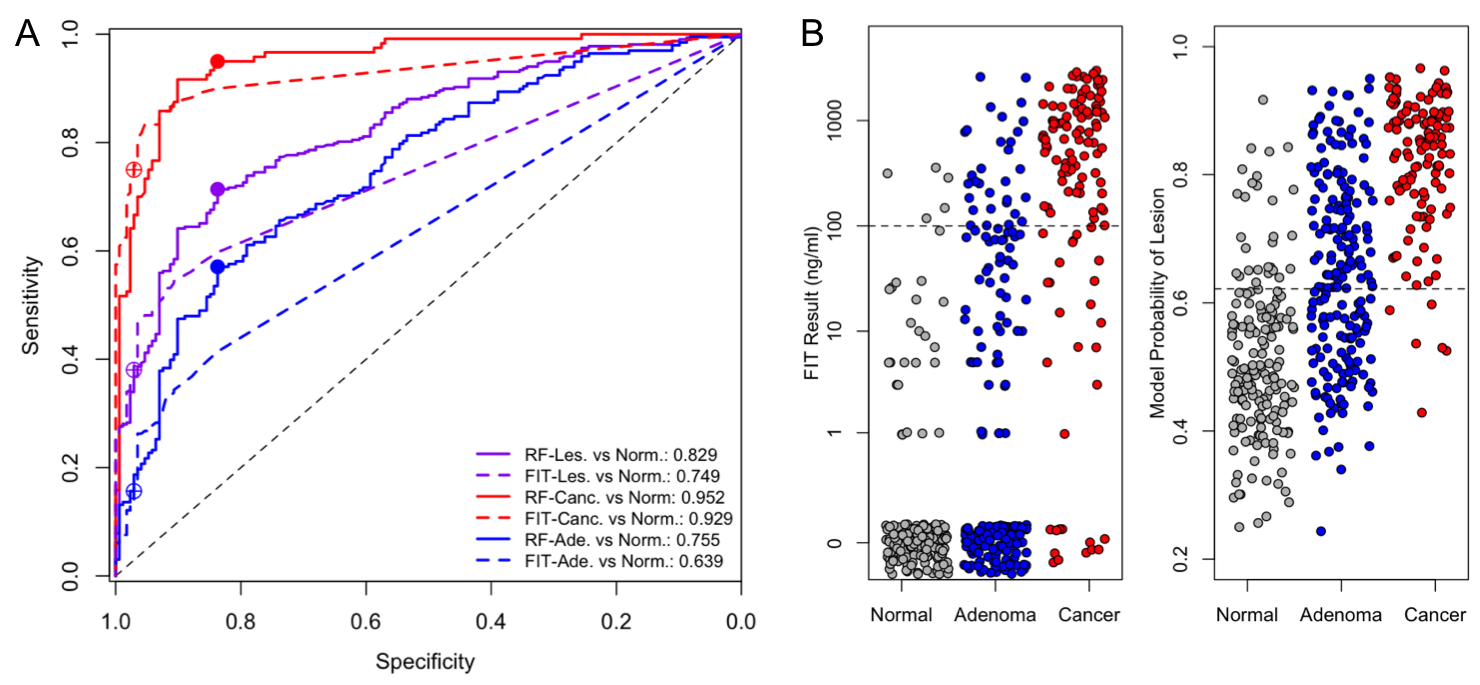 A
1.0
0.8
0.6
0.4
0.2
0.0
Sensitivity
1.0
0.8
0.6
0.4
0.2
0.0
Specificity
RF-Les. vs Norm.: 0.829
FIT-Les. vs Norm.: 0.749
RF-Canc. vs Norm: 0.952
FIT-Canc. vs Norm.: 0.929
RF-Ade. vs Norm.: 0.755
FIT-Ade. vs Norm.: 0.639
B
1000
100
10
1
0
FIT Result (ng/ml)
Normal
Adenoma
Cancer
1.0
0.8
0.6
0.4
0.2
Model Probability of Lesion
Normal
Adenoma
Cancer